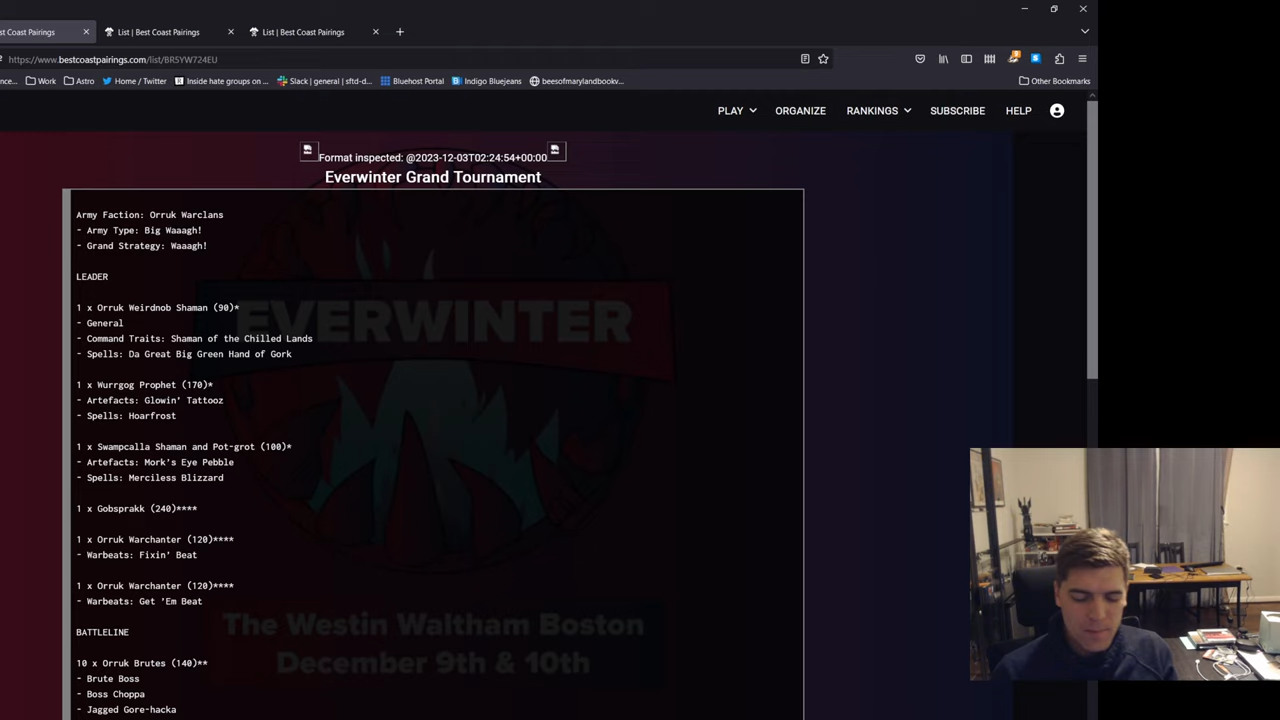 st Coast Pairings
List | Best Coast Pairings
List | Best Coast Pairings
https://www.bestcoastpairings.com/list/BR5YW724EU
nce...
Work
Astro
Home / Twitter
Inside hate groups on ...
Slack | general | sftd-d...
Bluehost Portal
Indigo Bluejeans
beesofmarylandbookv...
Other Bookmarks
PLAY
ORGANIZE
RANKINGS
SUBSCRIBE
HELP
Format inspected: @2023-12-03T02:24:54+00:00
Everwinter Grand Tournament
Army Faction: Orruk Warclans
- Army Type: Big Waaagh!
- Grand Strategy: Waaagh!
LEADER
1 x Orruk Weirdnob Shaman (90)*
- General
- Command Traits: Shaman of the Chilled Lands
- Spells: Da Great Big Green Hand of Gork
1 x Wurrgog Prophet (170)*
- Artefacts: Glowin' Tattooz
- Spells: Hoarfrost
1 x Swampcalla Shaman and Pot-grot (100)*
- Artefacts: Mork's Eye Pebble
- Spells: Merciless Blizzard
1 x Gobsprakk (240)****
1 x Orruk Warchanter (120)****
- Warbeats: Fixin' Beat
1 x Orruk Warchanter (120)****
- Warbeats: Get 'Em Beat
BATTLELINE
10 x Orruk Brutes (140)**
- Brute Boss
- Boss Choppa
- Jagged Gore-hacka
EVERWINTER
The Westin Waltham Boston
December 9th & 10th